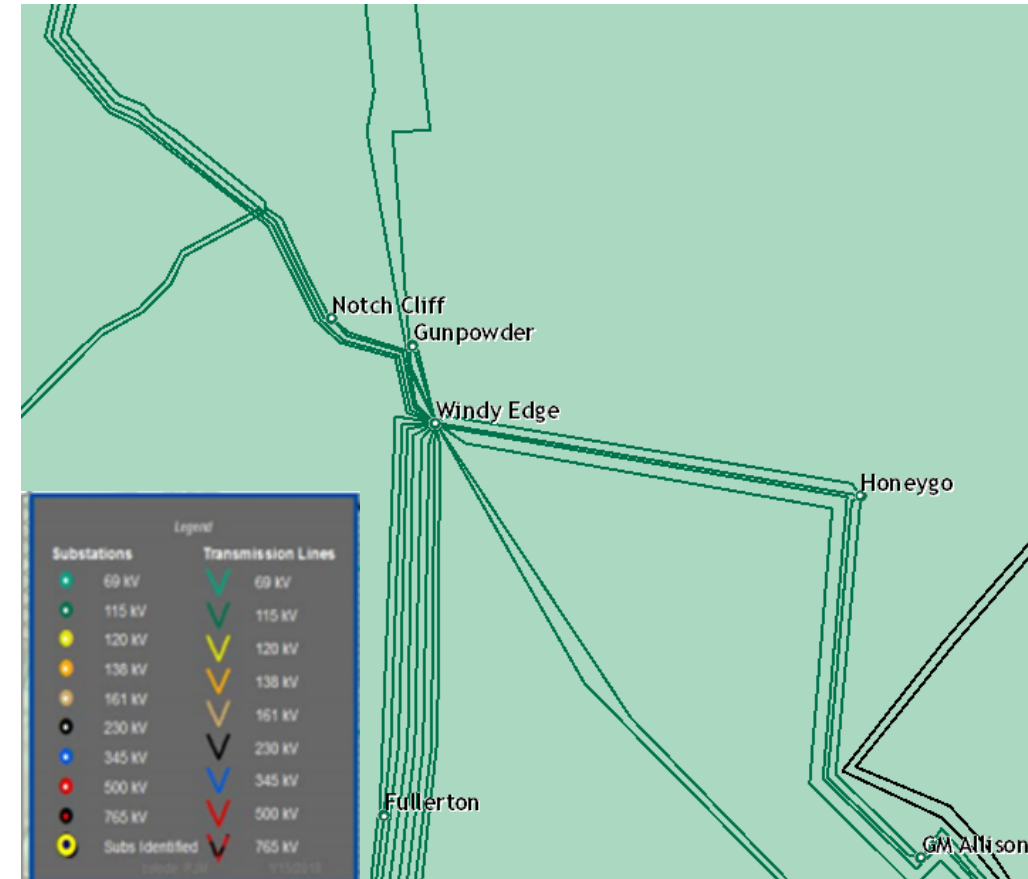 Notch Cliff
Gunpowder
Windy Edge
Honeygo
Fullerton
GM Allison
Legend
Substations Transmission Lines
69 kV 69 kV
115 kV 115 kV
120 kV 120 kV
138 kV 138 kV
161 kV 161 kV
230 kV 230 kV
345 kV 345 kV
500 kV 500 kV
765 kV 765 kV
Subs Identified